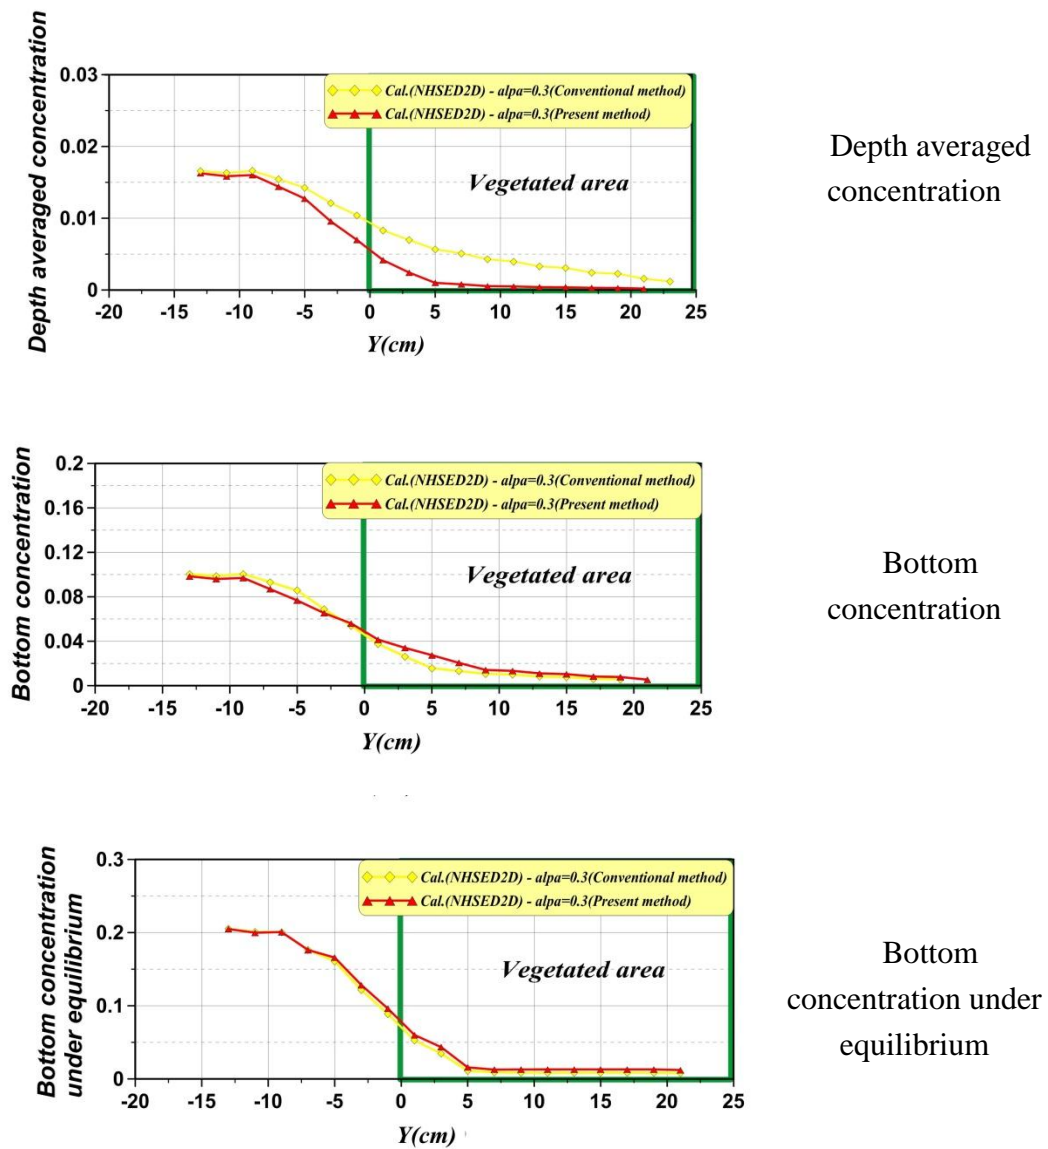 Depth averaged concentration
0.03
0.02
0.01
0
Cal.(NHSED2D) - alpa=0.3(Conventional method)
Cal.(NHSED2D) - alpa=0.3(Present method)
Vegetated area
-20 -15 -10 -5 0 5 10 15 20 25
Y(cm)
Depth averaged
concentration
Bottom concentration
0.2
0.16
0.12
0.08
0.04
0
Cal.(NHSED2D) - alpa=0.3(Conventional method)
Cal.(NHSED2D) - alpa=0.3(Present method)
Vegetated area
-20 -15 -10 -5 0 5 10 15 20 25
Y(cm)
Bottom
concentration
Bottom concentration
under equilibrium
0.3
0.2
0.1
0
Cal.(NHSED2D) - alpa=0.3(Conventional method)
Cal.(NHSED2D) - alpa=0.3(Present method)
Vegetated area
-20 -15 -10 -5 0 5 10 15 20 25
Y(cm)
Bottom
concentration under
equilibrium